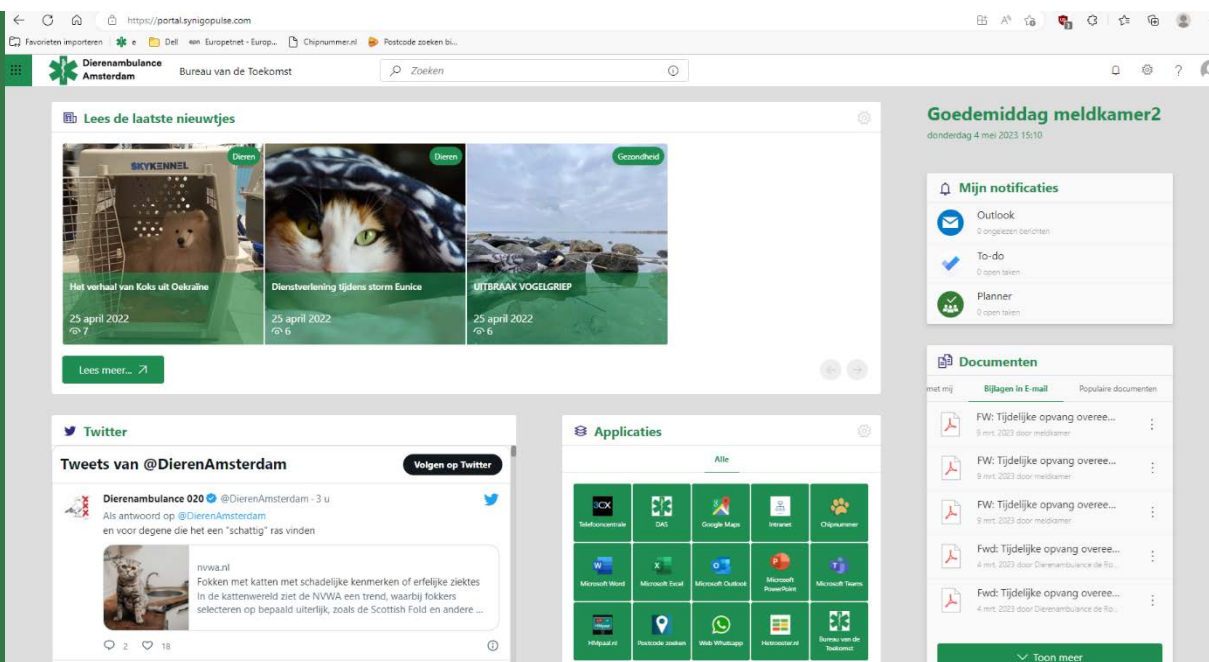 https://portal.synigopulse.com
Favorieten importeren
e
Dell
Europetnet - Europ...
Chipnummer.nl
Postcode zoeken bi...
Dierenambulance
Amsterdam
Bureau van de Toekomst
Zoeken
Lees de laatste nieuwtjes
SKYKENNEL
Dieren
Het verhaal van Koks uit Oekraïne
25 april 2022
7
Dieren
Dienstverlening tijdens storm Eunice
25 april 2022
6
Gezondheid
UITBRAAK VOGELGRIEP
25 april 2022
6
Lees meer...
Goedemiddag meldkamer2
donderdag 4 mei 2023 15:10
Mijn notificaties
Outlook
0 ongelezen berichten
To-do
0 open taken
Planner
0 open taken
Documenten
met mij
Bijlagen in E-mail
Populaire documenten
FW: Tijdelijke opvang overee...
9 mrt. 2023 door meldkamer
FW: Tijdelijke opvang overee...
9 mrt. 2023 door meldkamer
FW: Tijdelijke opvang overee...
9 mrt. 2023 door meldkamer
Fwd: Tijdelijke opvang overee...
4 mrt. 2023 door Dierenambulance de Ro...
Fwd: Tijdelijke opvang overee...
4 mrt. 2023 door Dierenambulance de Ro...
Toon meer
Twitter
Tweets van @DierenAmsterdam
Volgen op Twitter
Dierenambulance 020 @DierenAmsterdam · 3 u
Als antwoord op @DierenAmsterdam
en voor degene die het een "schattig" ras vinden
nvwa.nl
Fokken met katten met schadelijke kenmerken of erfelijke ziektes
In de kattenwereld ziet de NVWA een trend, waarbij fokkers
selecteren op bepaald uiterlijk, zoals de Scottish Fold en andere ...
2
18
Applicaties
Alle
3CX
Telefooncentrale
DAS
Google Maps
Intranet
Chipnummer
Microsoft Word
Microsoft Excel
Microsoft Outlook
Microsoft PowerPoint
Microsoft Teams
HMpaal.nl
Postcode zoeken
Web Whatsapp
Hetrooster.nl
Bureau van de Toekomst